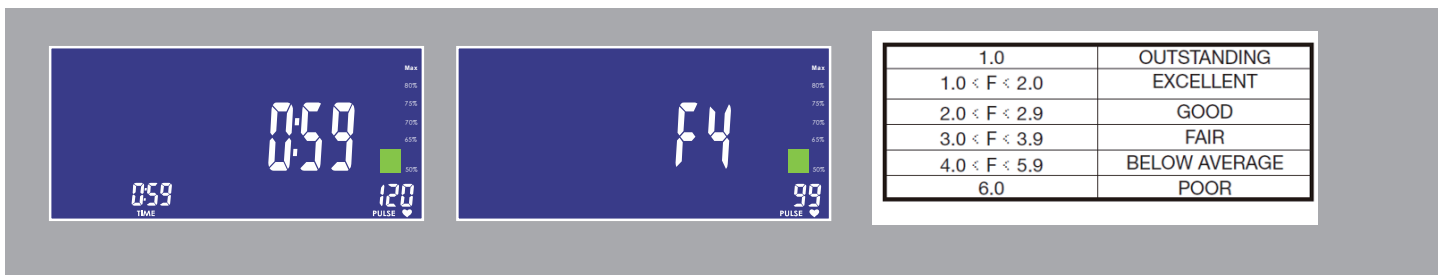 Max
80%
75%
70%
65%
50%
0:59
0:59
TIME
120
PULSE
Max
80%
75%
70%
65%
50%
F4
99
PULSE
1.0 OUTSTANDING
1.0 < F < 2.0 EXCELLENT
2.0 < F < 2.9 GOOD
3.0 < F < 3.9 FAIR
4.0 < F < 5.9 BELOW AVERAGE
6.0 POOR